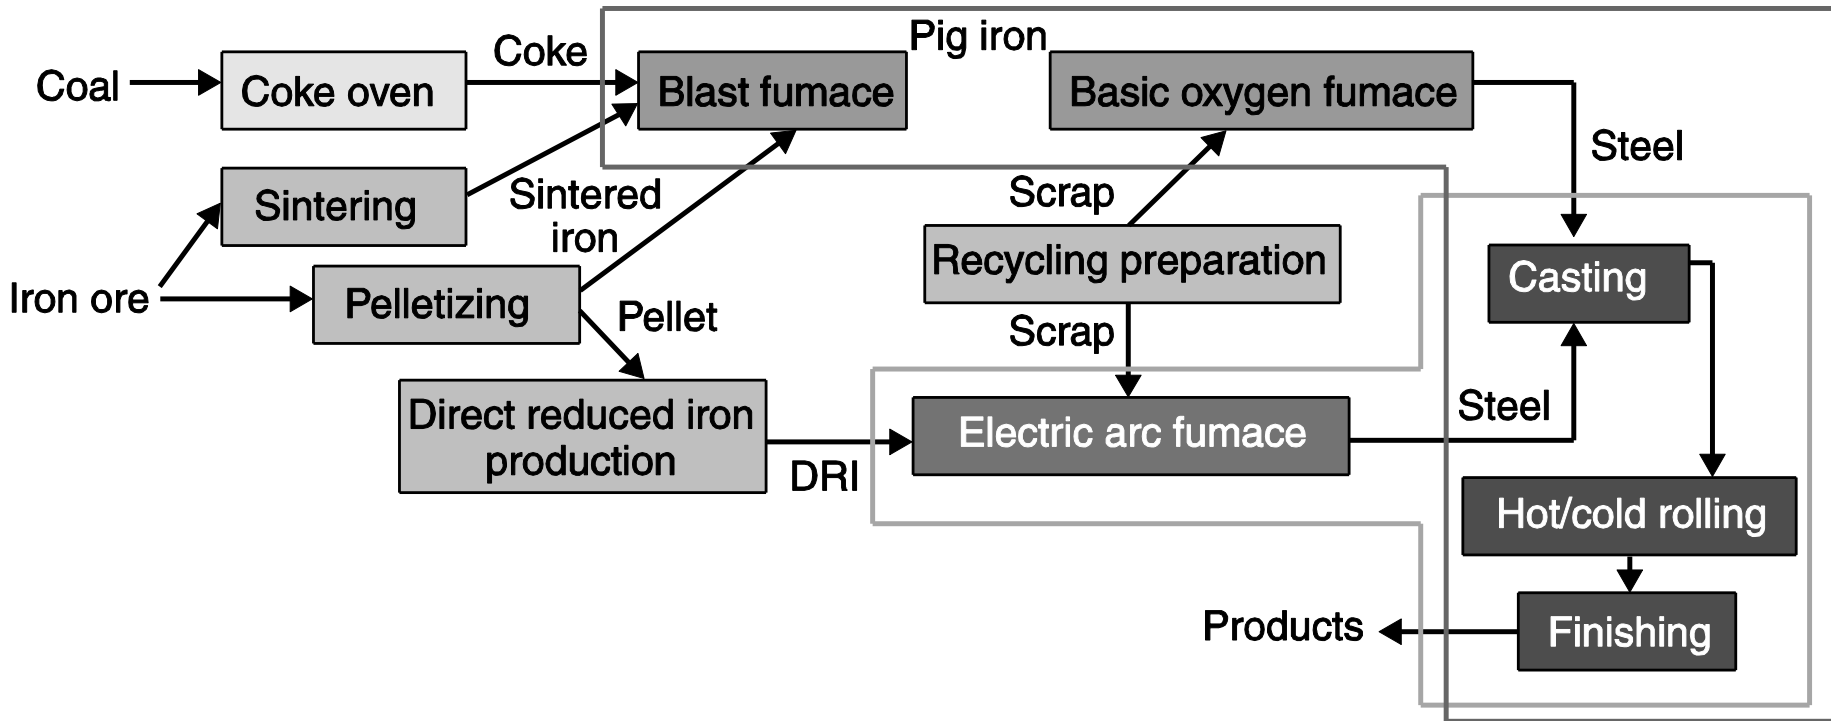 Pig iron
Coke
Coal
Coke oven
Blast fumace
Basic oxygen fumace
Steel
Sintering
Sintered
iron
Scrap
Recycling preparation
Casting
Iron ore
Pelletizing
Pellet
Scrap
Direct reduced iron
production
DRI
Electric arc fumace
Steel
Hot/cold rolling
Products
Finishing